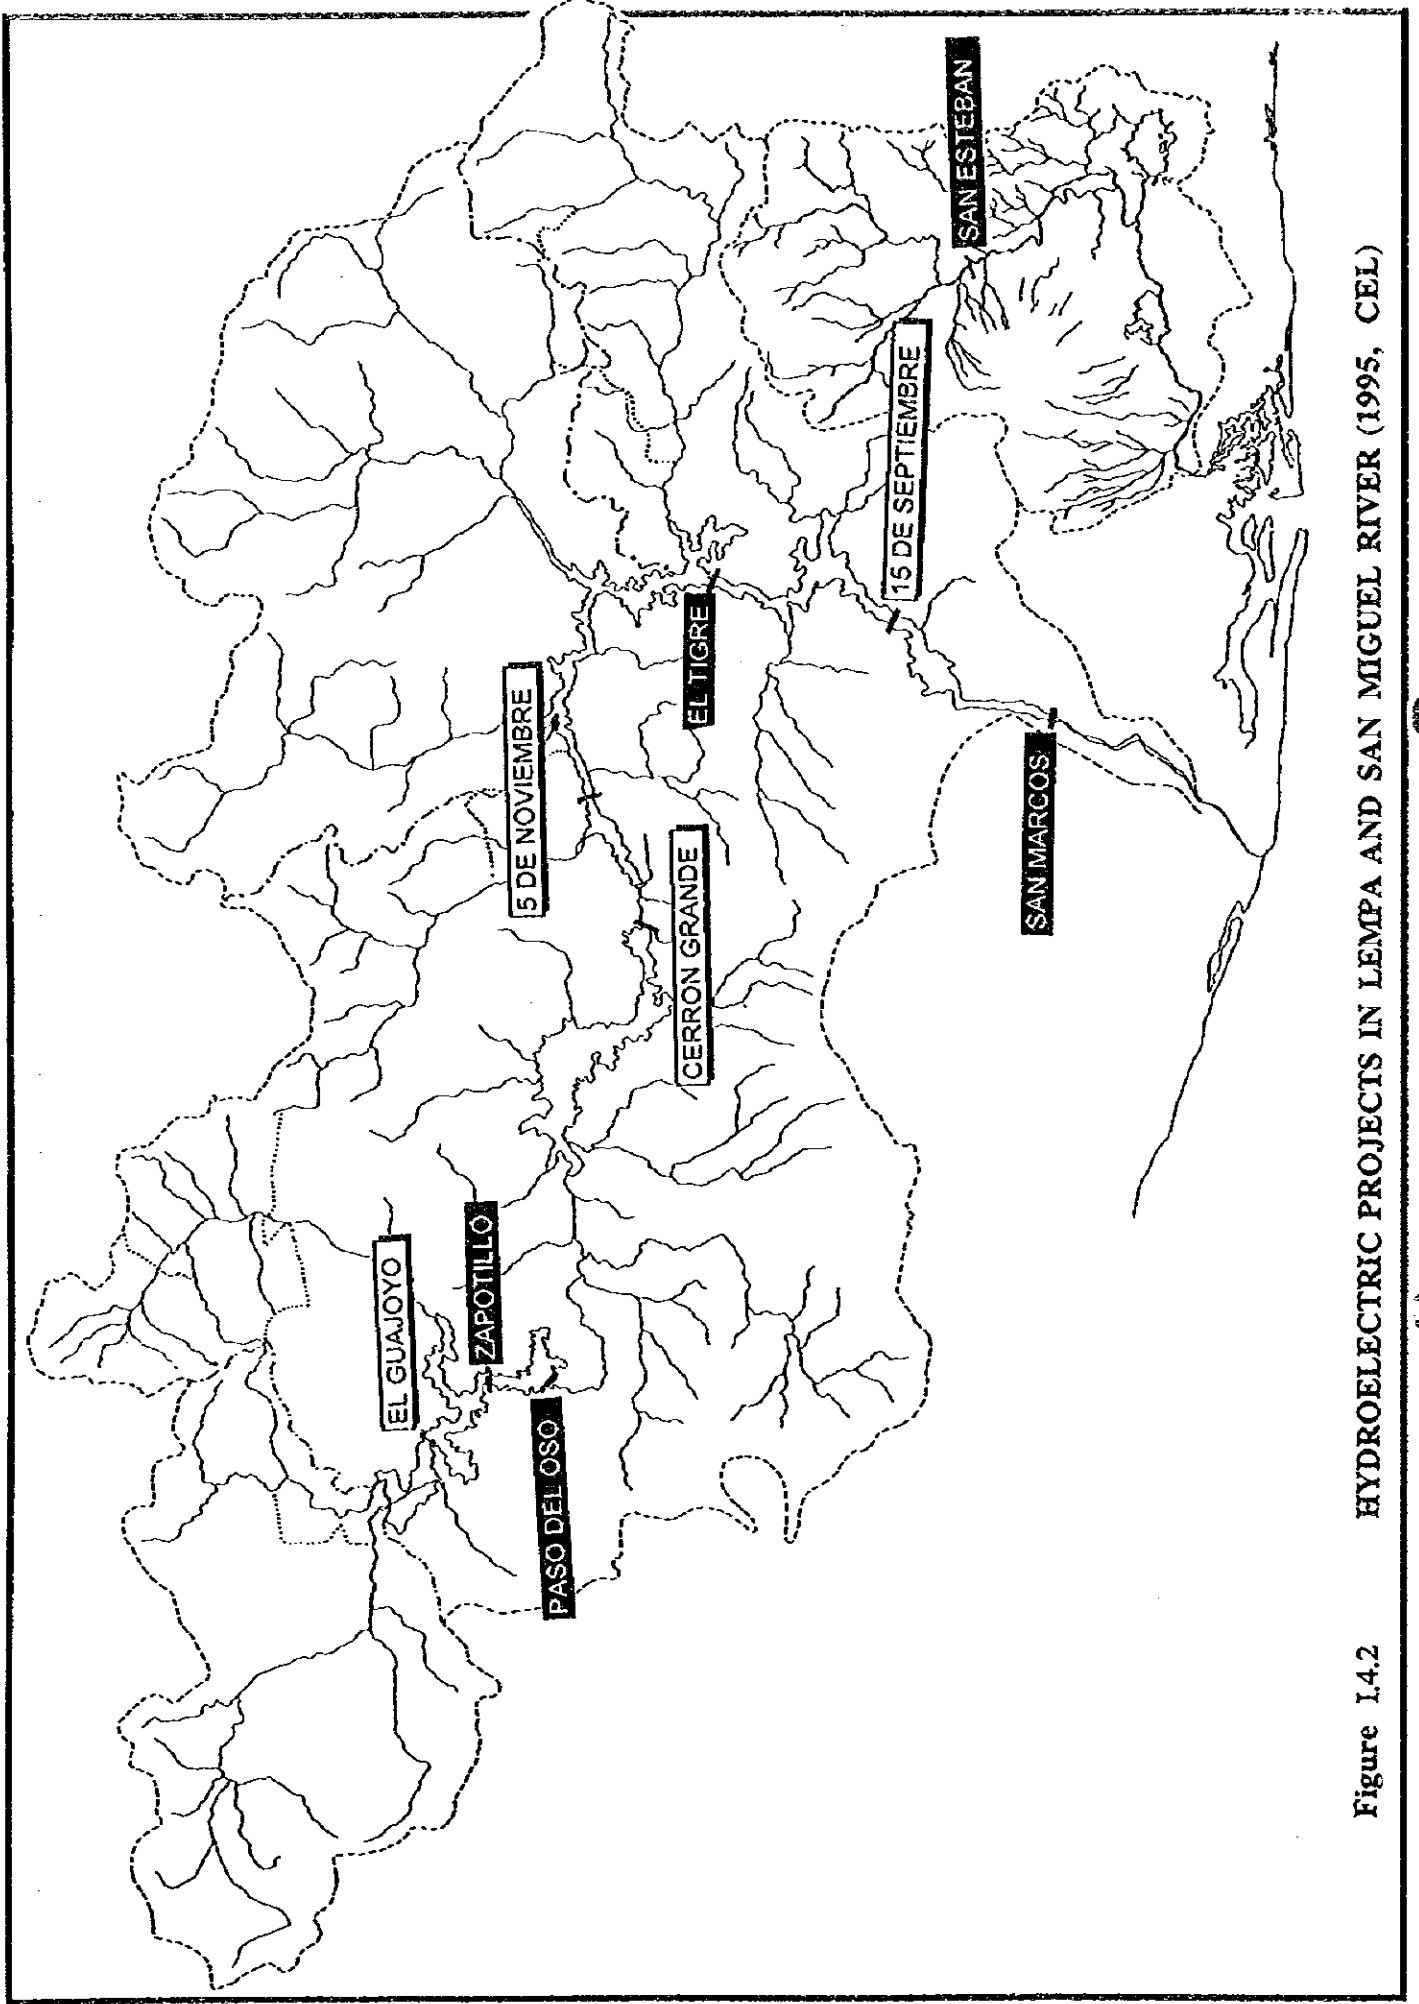 EL GUAJOYO
ZAPOTILLO
PASO DEL OSO
5 DE NOVIEMBRE
CERRON GRANDE
EL TIGRE
15 DE SEPTIEMBRE
SAN ESTEBAN
SAN MARCOS
Figure I.4.2 HYDROELECTRIC PROJECTS IN LEMPA AND SAN MIGUEL RIVER (1995, CEL)